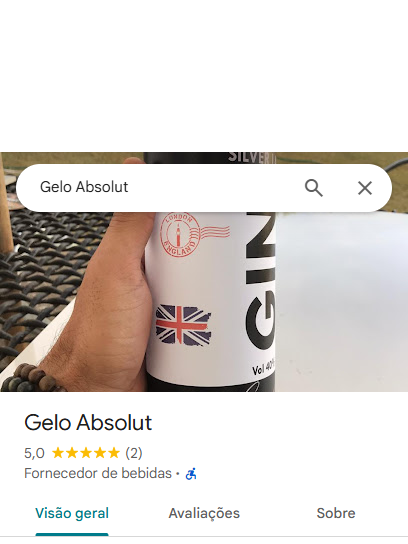 SILVER
Gelo Absolut
LONDON
ENGLAND
GIN
Vol 40%
Gelo Absolut
5,0 (2)
Fornecedor de bebidas ·
Visão geral
Avaliações
Sobre